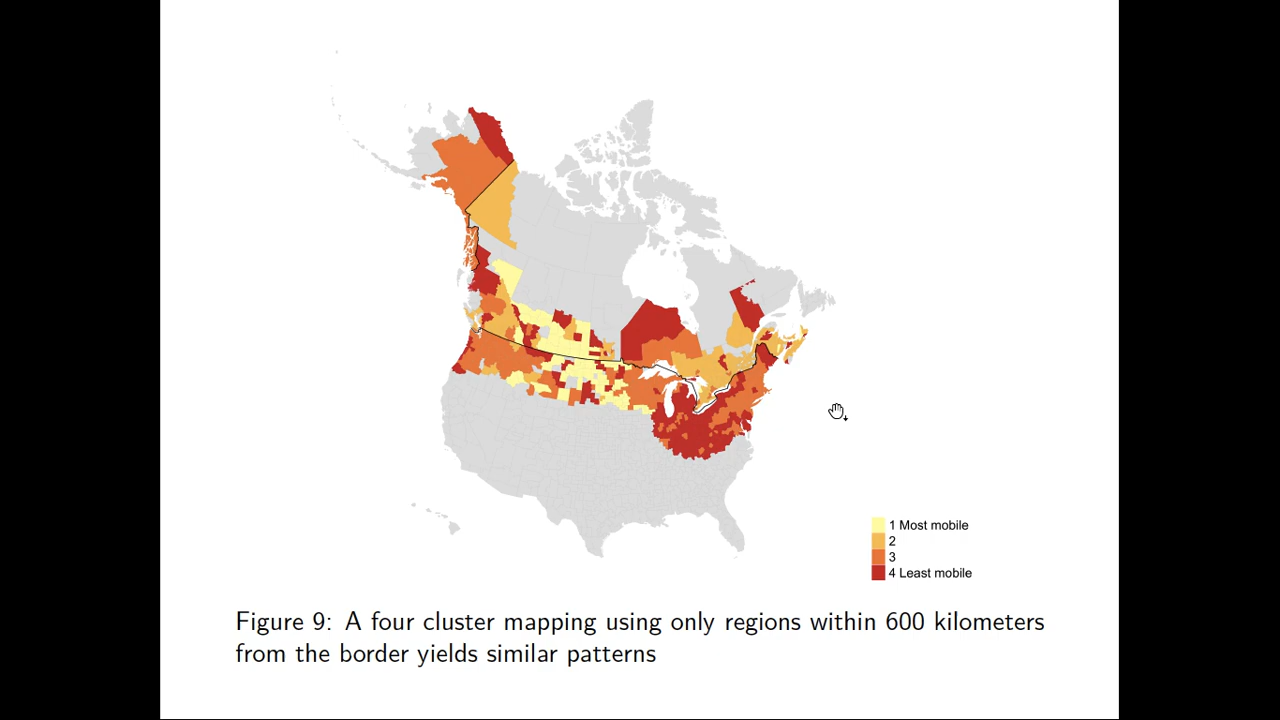 1 Most mobile
2
3
4 Least mobile
Figure 9: A four cluster mapping using only regions within 600 kilometers
from the border yields similar patterns